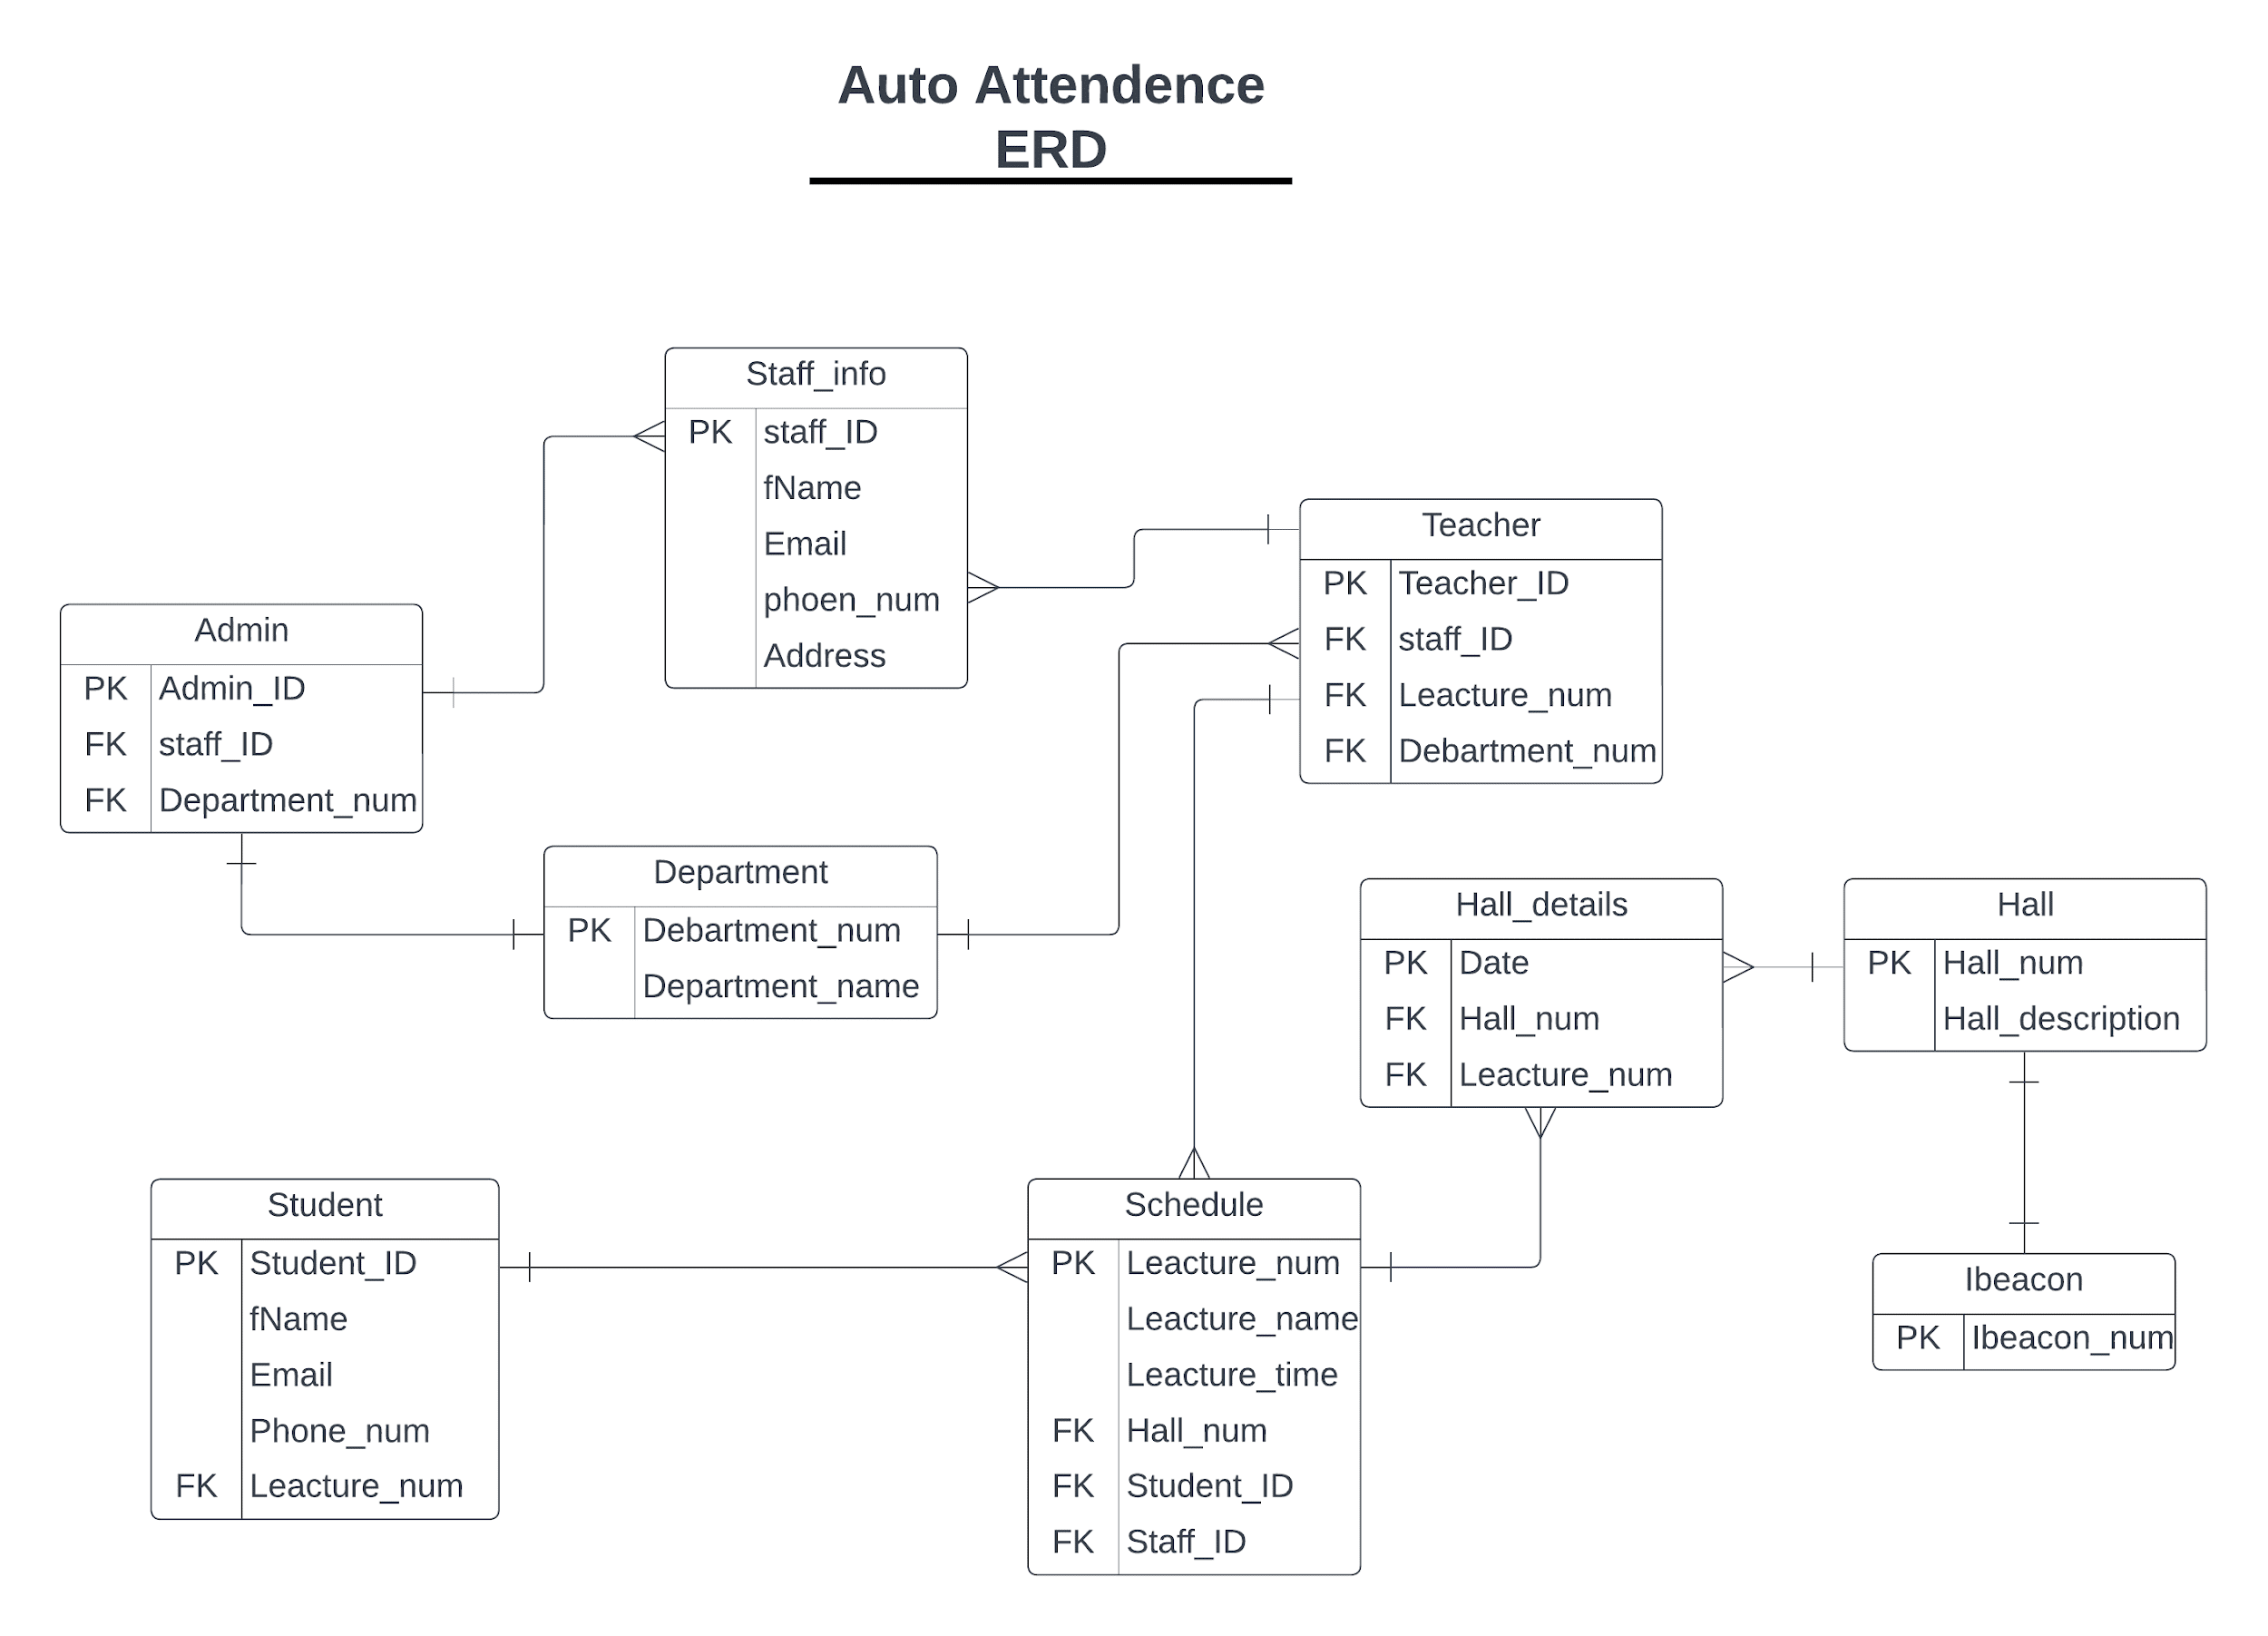 Auto Attendence
ERD
Staff_info
PK staff_ID
fName
Email
phoen_num
Address
Teacher
PK Teacher_ID
FK staff_ID
FK Leacture_num
FK Debartment_num
Admin
PK Admin_ID
FK staff_ID
FK Department_num
Department
PK Debartment_num
Department_name
Hall_details
PK Date
FK Hall_num
FK Leacture_num
Hall
PK Hall_num
Hall_description
Student
PK Student_ID
fName
Email
Phone_num
FK Leacture_num
Schedule
PK Leacture_num
Leacture_name
Leacture_time
FK Hall_num
FK Student_ID
FK Staff_ID
Ibeacon
PK Ibeacon_num